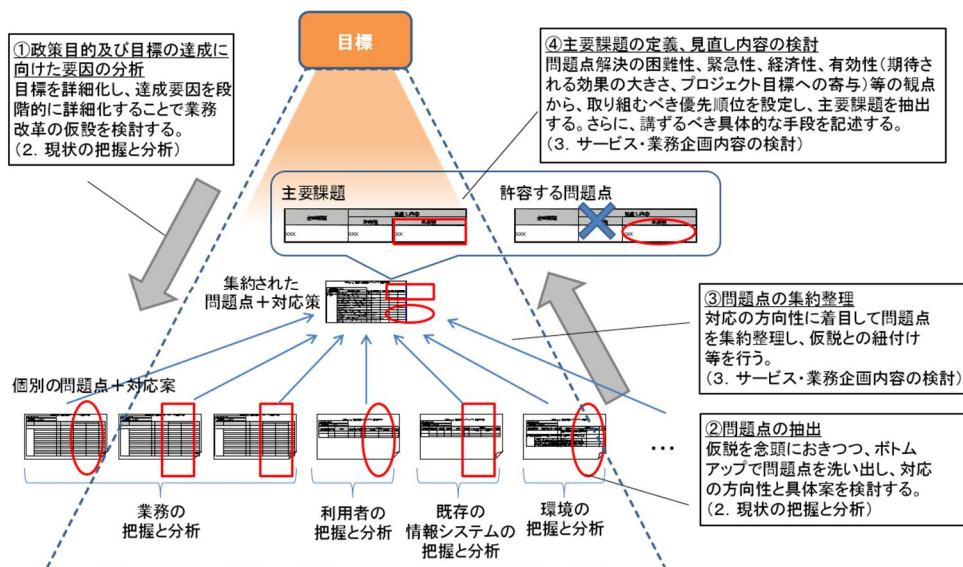 目標
①政策目的及び目標の達成に
向けた要因の分析
目標を詳細化し、達成要因を段
階的に詳細化することで業務
改革の仮設を検討する。
(2. 現状の把握と分析)
④主要課題の定義、見直し内容の検討
問題点解決の困難性、緊急性、経済性、有効性(期待さ
れる効果の大きさ、プロジェクト目標への寄与)等の観点
から、取り組むべき優先順位を設定し、主要課題を抽出
する。さらに、講ずるべき具体的な手段を記述する。
(3. サービス・業務企画内容の検討)
主要課題
許容する問題点
見直し内容
見直し内容
xxx
xxx
xx
xxx
xx
集約された
問題点+対応策
③問題点の集約整理
対応の方向性に着目して問題点
を集約整理し、仮説との紐付け
等を行う。
(3. サービス・業務企画内容の検討)
個別の問題点+対応案
②問題点の抽出
仮説を念頭におきつつ、ボトム
アップで問題点を洗い出し、対応
の方向性と具体案を検討する。
(2. 現状の把握と分析)
…
業務の
把握と分析
利用者の
把握と分析
既存の
情報システムの
把握と分析
環境の
把握と分析